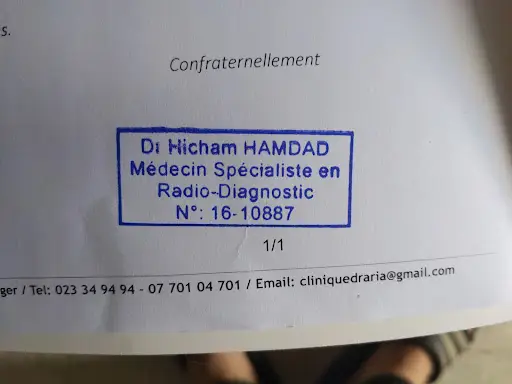 s.
Confraternellement
Dr Hicham HAMDAD
Médecin Spécialiste en
Radio-Diagnostic
N°: 16-10887
1/1
ger / Tel: 023 34 94 94 - 07 701 04 701 / Email: cliniquedraria@gmail.com